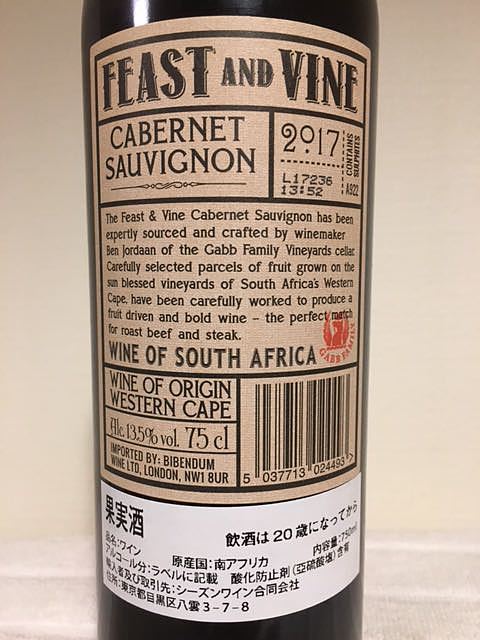 FEAST AND VINE
CABERNET
SAUVIGNON
2017
L17236
13:52
CONTAINS
SULPHITES
A922
The Feast & Vine Cabernet Sauvignon has been
expertly sourced and crafted by winemaker
Ben Jordaan of the Gabb Family Vineyards cellar.
Carefully selected parcels of fruit grown on the
sun blessed vineyards of South Africa's Western
Cape, have been carefully worked to produce a
fruit driven and bold wine – the perfect match
for roast beef and steak.
GABB FAMILY
WINE OF SOUTH AFRICA
WINE OF ORIGIN
WESTERN CAPE
Alc. 13.5% vol. 75 cl
IMPORTED BY: BIBENDUM
WINE LTD, LONDON, NW1 8UR
5 037713 024493 >
果実酒
飲酒は20歳になってから
品名:ワイン 原産国:南アフリカ 内容量:750ml
アルコール分:ラベルに記載 酸化防止剤(亜硫酸塩)含有
輸入者及び取引先:シーズンワイン合同会社
住所:東京都目黒区八雲3-7-8